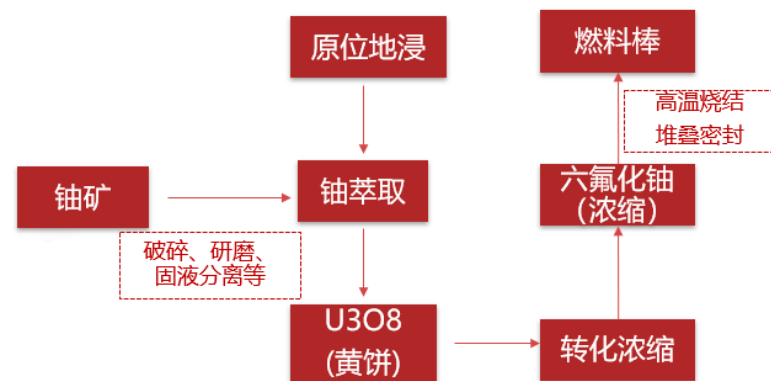 原位地浸
燃料棒
高温烧结
堆叠密封
铀矿
铀萃取
六氟化铀
（浓缩）
破碎、研磨、
固液分离等
U3O8
(黄饼)
转化浓缩